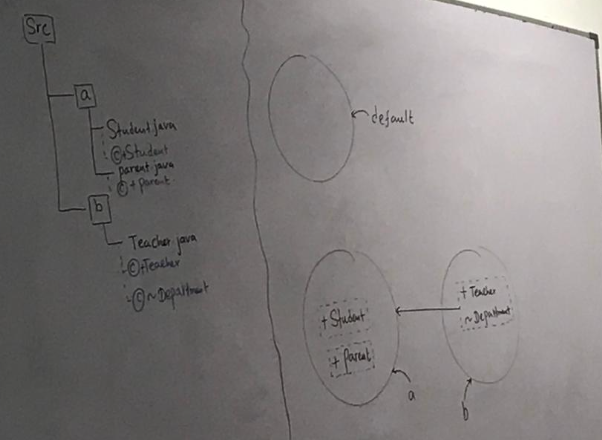 Src
a
Student.java
©+Student
parent.java
©+parent
b
Teacher.java
©+Teacher
©~Department
default
+Student
+Parent
a
+Teacher
~Department
b